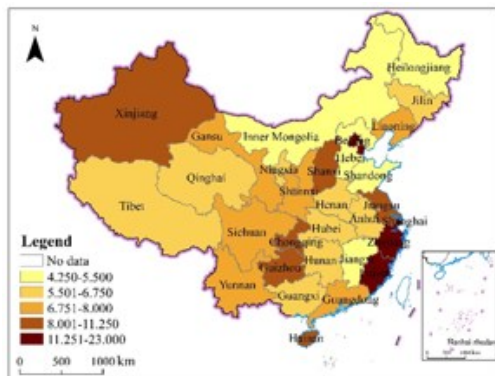 N
Heilongjiang
Jilin
Liaoning
Xinjiang
Gansu
Inner Mongolia
Beijing
Hebei
Shanxi
Shandong
Ningxia
Qinghai
Shaanxi
Henan
Jiangsu
Tibet
Anhui
Shanghai
Sichuan
Hubei
Chongqing
Zhejiang
Hunan
Jiangxi
Guizhou
Yunnan
Guangxi
Guangdong
Hainan
Legend
No data
4.250-5.500
5.501-6.750
6.751-8.000
8.001-11.250
11.251-23.000
0 500 1000 km